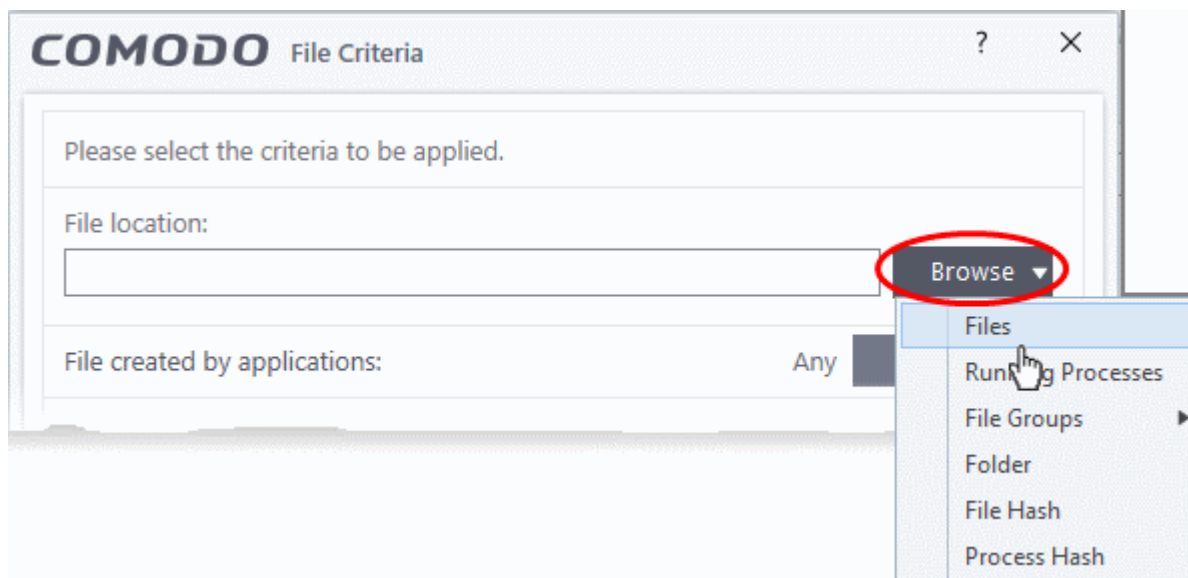 COMODO File Criteria ?
Please select the criteria to be applied.
File location:
Browse
Files
File created by applications: Any
Running Processes
File Groups
Folder
File Hash
Process Hash